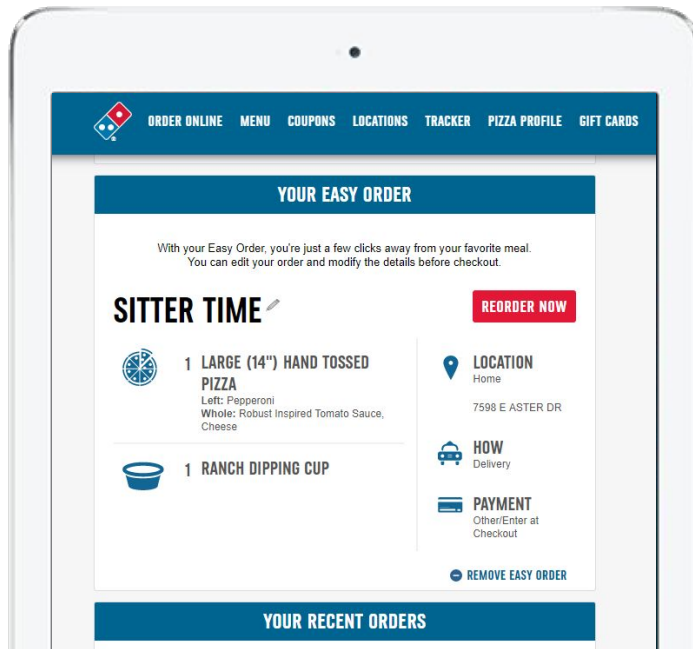 ORDER ONLINE MENU COUPONS LOCATIONS TRACKER PIZZA PROFILE GIFT CARDS
YOUR EASY ORDER
With your Easy Order, you're just a few clicks away from your favorite meal.
You can edit your order and modify the details before checkout.
SITTER TIME
REORDER NOW
1 LARGE (14") HAND TOSSED
PIZZA
Left: Pepperoni
Whole: Robust Inspired Tomato Sauce,
Cheese
1 RANCH DIPPING CUP
LOCATION
Home
7598 E ASTER DR
HOW
Delivery
PAYMENT
Other/Enter at
Checkout
REMOVE EASY ORDER
YOUR RECENT ORDERS